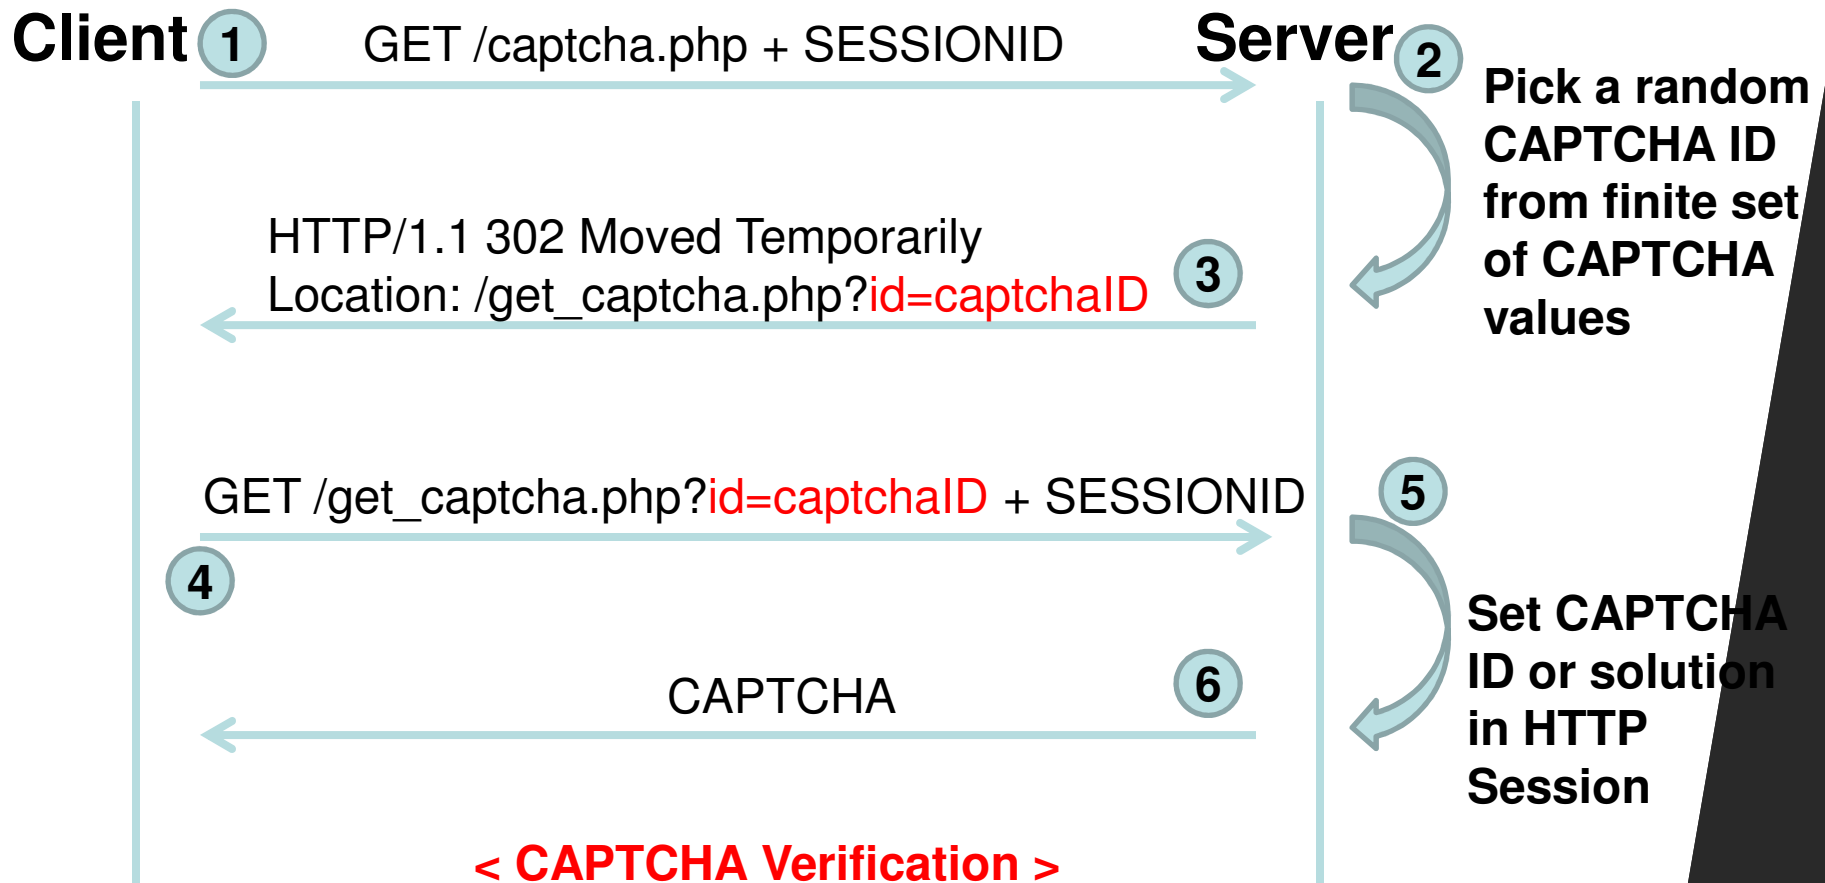 Client
1
GET /captcha.php + SESSIONID
Server
2
Pick a random
CAPTCHA ID
from finite set
of CAPTCHA
values
HTTP/1.1 302 Moved Temporarily
Location: /get_captcha.php?id=captchaID
3
GET /get_captcha.php?id=captchaID + SESSIONID
4
5
Set CAPTCHA
ID or solution
in HTTP
Session
CAPTCHA
6
< CAPTCHA Verification >